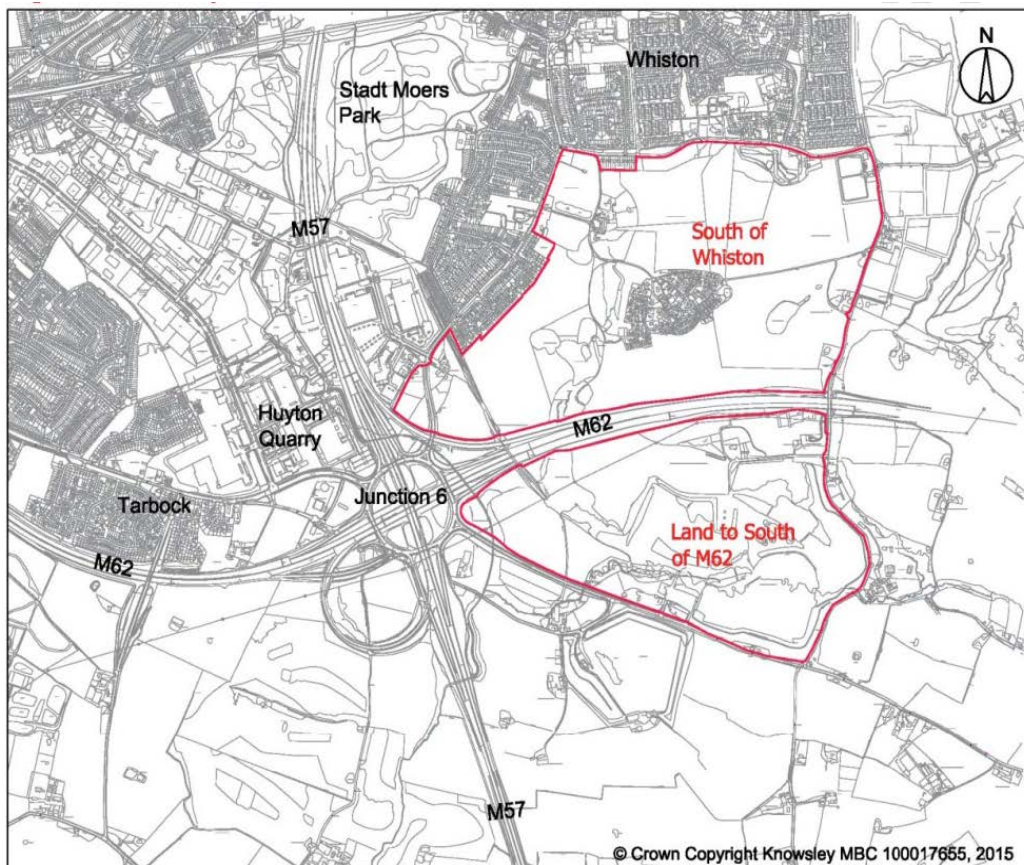 Whiston
N
Stadt Moers
Park
M57
South of
Whiston
Huyton
Quarry
M62
Junction 6
Tarbock
Land to South
of M62
M62
M57
© Crown Copyright Knowsley MBC 100017655, 2015